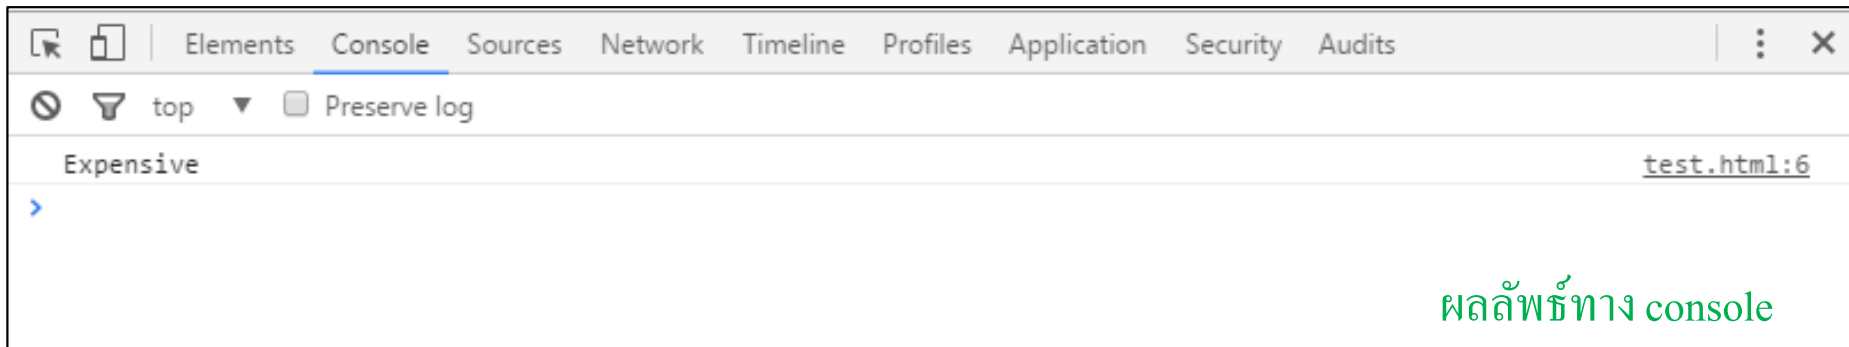 Elements Console Sources Network Timeline Profiles Application Security Audits
top Preserve log
Expensive test.html:6
ผลลัพธ์ทาง console